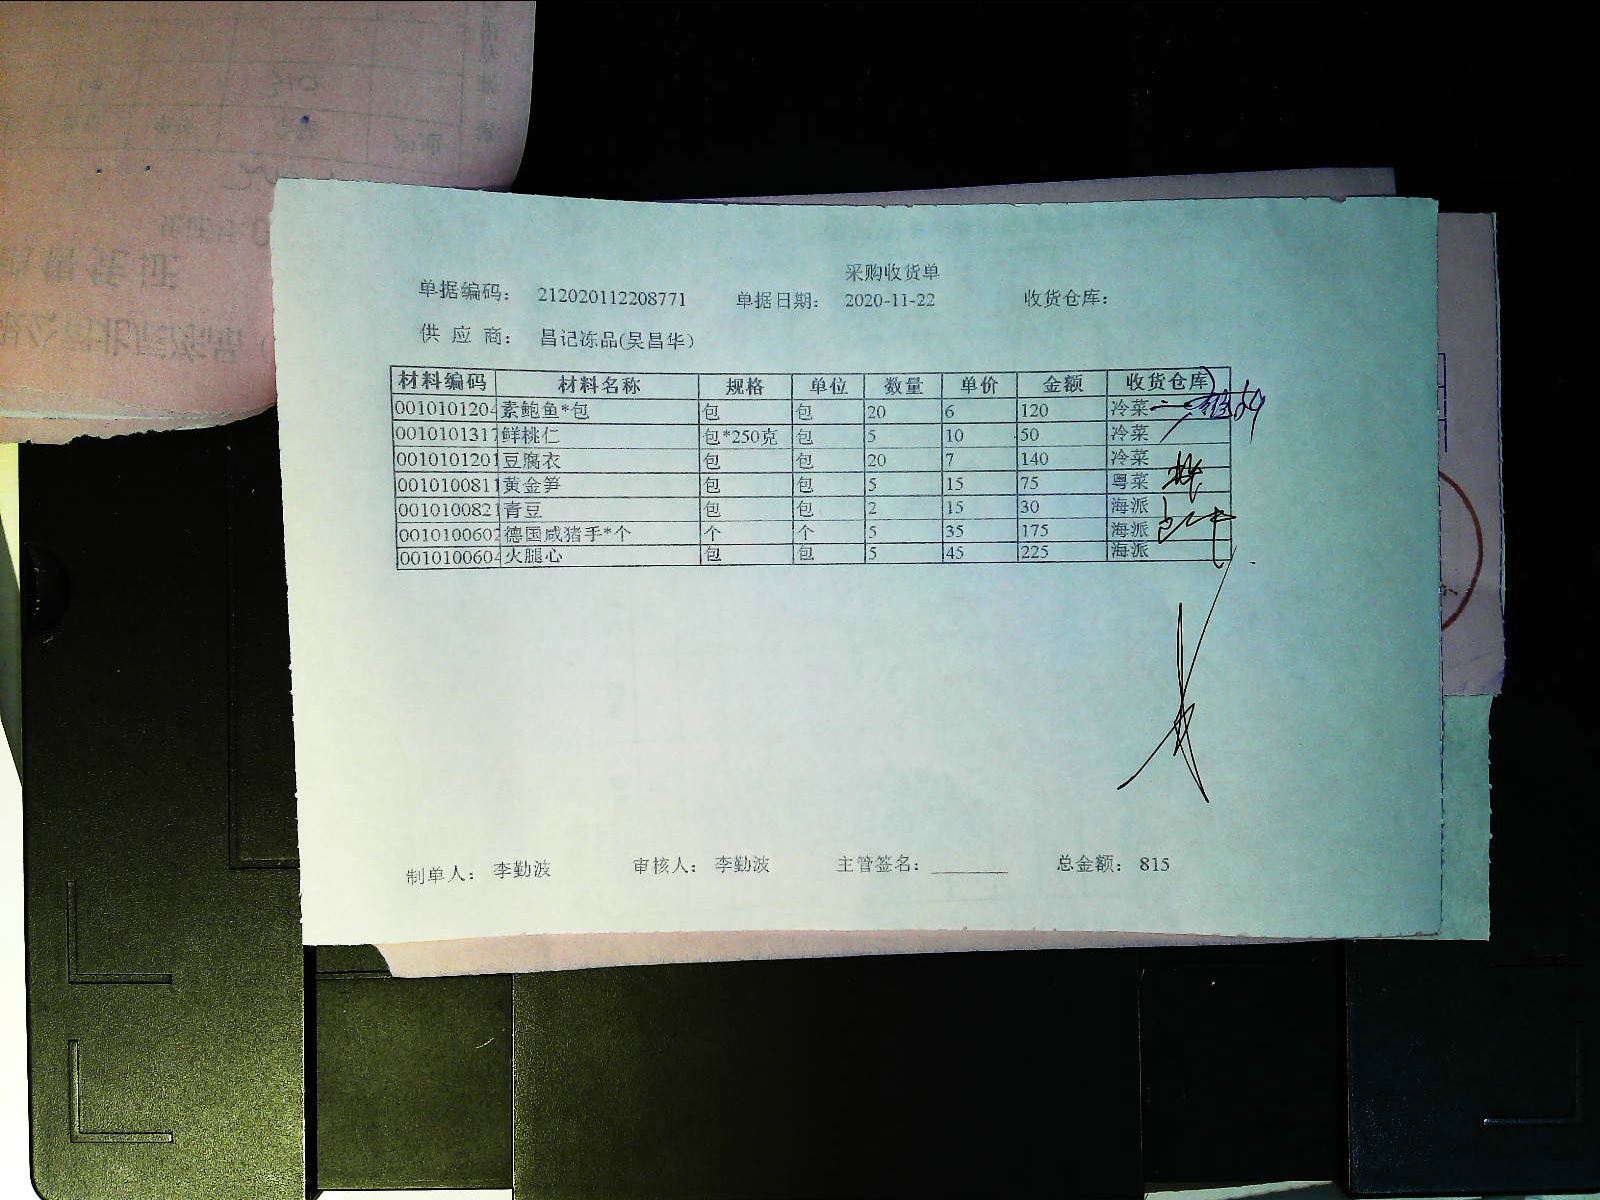 采购收货单
单据编码： 212020112208771 单据日期： 2020-11-22 收货仓库：
供 应 商： 昌记冻品(吴昌华)
材料编码 材料名称 规格 单位 数量 单价 金额 收货仓库
0010101204 素鲍鱼*包 包 包 20 6 120 冷菜
0010101317 鲜桃仁 包*250克 包 5 10 50 冷菜
0010101201 豆腐衣 包 包 20 7 140 冷菜
0010100811 黄金笋 包 包 5 15 75 粤菜
0010100821 青豆 包 包 2 15 30 海派
0010100602 德国咸猪手*个 个 个 5 35 175 海派
0010100604 火腿心 包 包 5 45 225 海派
制单人： 李勤波 审核人： 李勤波 主管签名：________ 总金额： 815